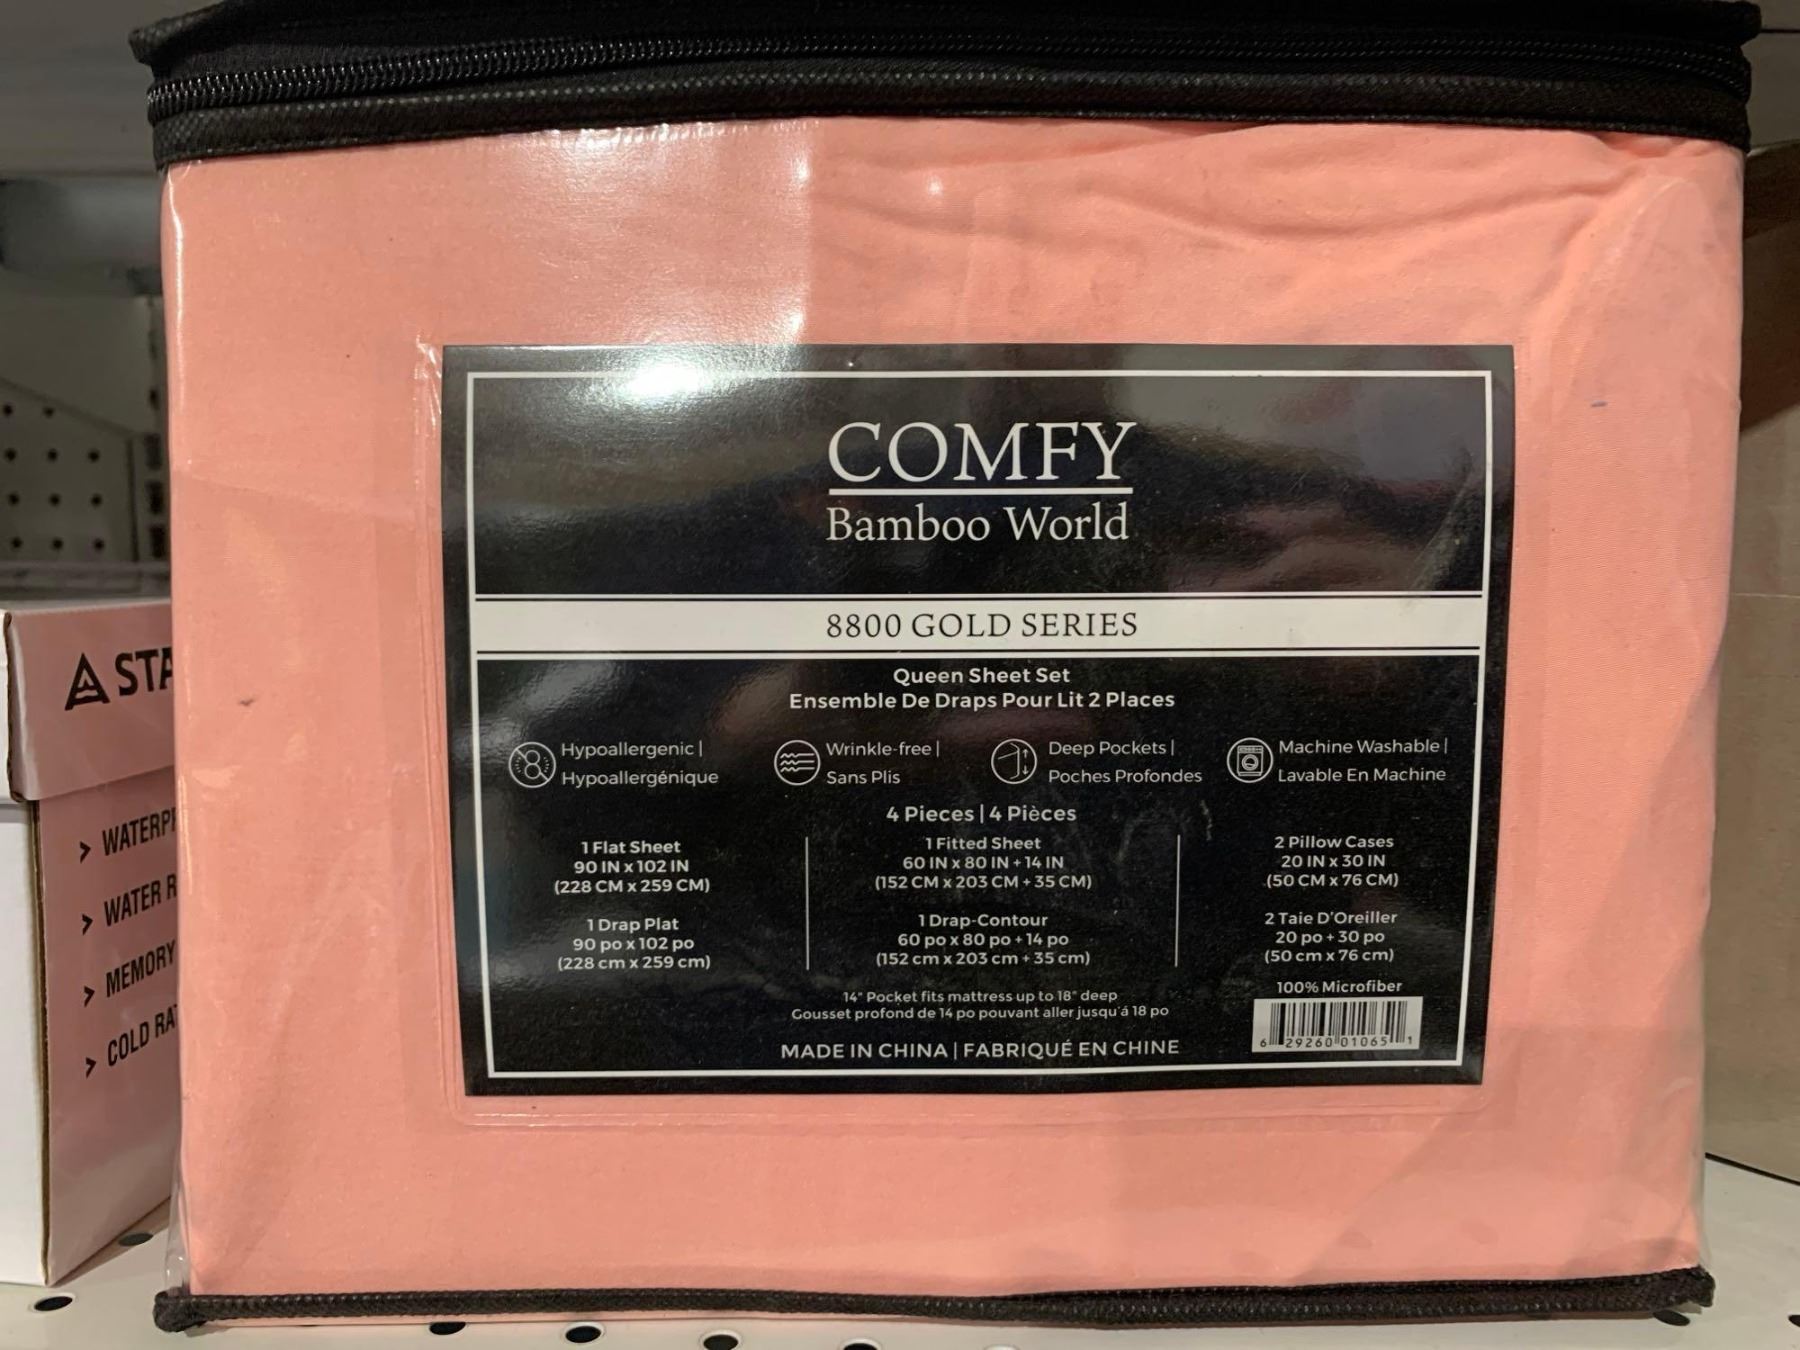 COMFY
Bamboo World
8800 GOLD SERIES
Queen Sheet Set
Ensemble De Draps Pour Lit 2 Places
Hypoallergenic |
Hypoallergénique
Wrinkle-free |
Sans Plis
Deep Pockets |
Poches Profondes
Machine Washable |
Lavable En Machine
4 Pieces | 4 Pièces
1 Flat Sheet
90 IN x 102 IN
(228 CM x 259 CM)
1 Drap Plat
90 po x 102 po
(228 cm x 259 cm)
1 Fitted Sheet
60 IN x 80 IN + 14 IN
(152 CM x 203 CM + 35 CM)
1 Drap-Contour
60 po x 80 po + 14 po
(152 cm x 203 cm + 35 cm)
2 Pillow Cases
20 IN x 30 IN
(50 CM x 76 CM)
2 Taie D'Oreiller
20 po + 30 po
(50 cm x 76 cm)
14" Pocket fits mattress up to 18" deep
Gousset profond de 14 po pouvant aller jusqu'á 18 po
MADE IN CHINA | FABRIQUÉ EN CHINE
100% Microfiber
6 29260 01065 1
> WATER
> MEMORY
> COLD